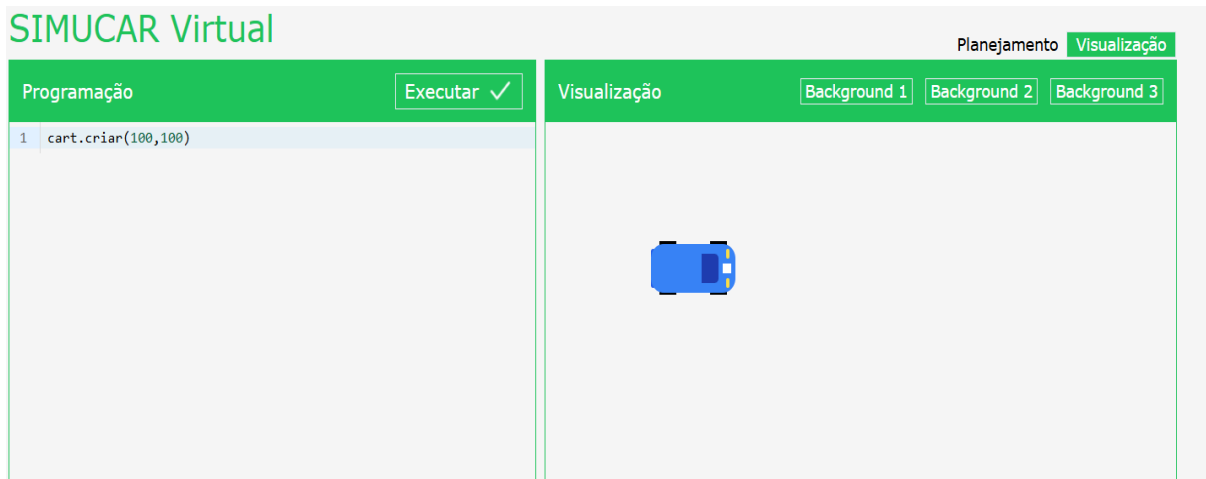 SIMUCAR Virtual
Planejamento Visualização
Programação Executar
Visualização Background 1 Background 2 Background 3
1 cart.criar(100,100)